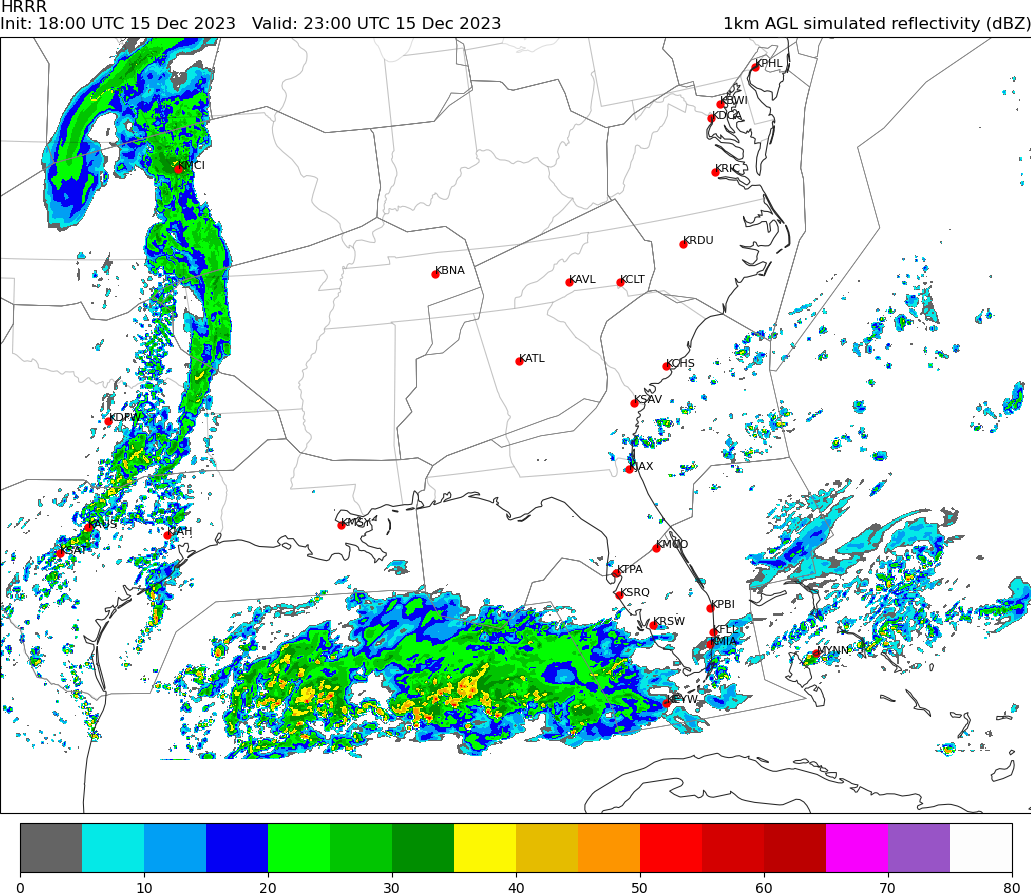 HRRR
Init: 18:00 UTC 15 Dec 2023 Valid: 23:00 UTC 15 Dec 2023 1km AGL simulated reflectivity (dBZ)
KPHL
KBWI
KDCA
KMCI
KRIC
KRDU
KBNA
KAVL
KCLT
KATL
KCHS
KSAV
KDFW
KJAX
KAUS
KMSY
KIAH
KSAT
KMCO
KTPA
KSRQ
KPBI
KRSW
KFLL
KMIA
MYNN
KEYW
0 10 20 30 40 50 60 70 80